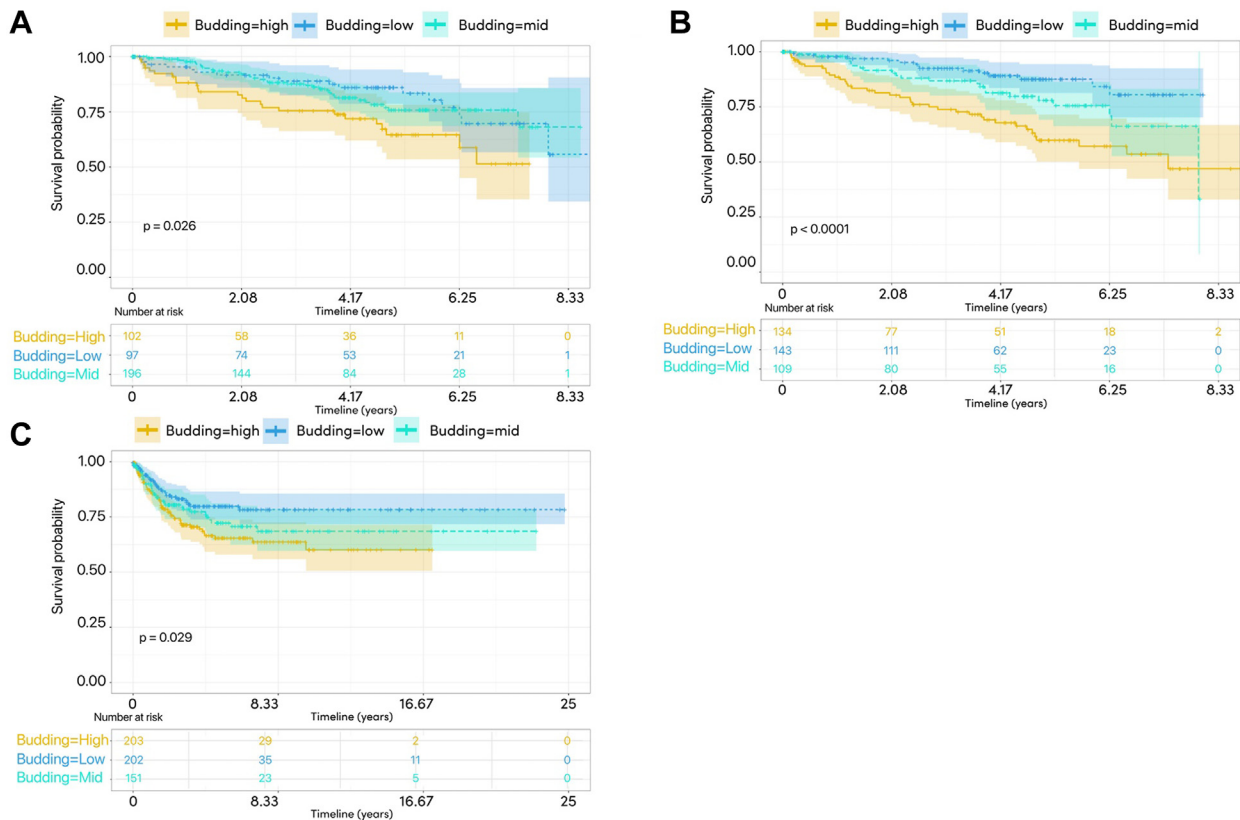 A
Budding=high Budding=low Budding=mid
Survival probability
1.00
0.75
0.50
0.25
0.00
p = 0.026
0 2.08 4.17 6.25 8.33
Number at risk Timeline (years)
Budding=High 102 58 36 11 0
Budding=Low 97 74 53 21 1
Budding=Mid 196 144 84 28 1
0 2.08 4.17 6.25 8.33
Timeline (years)
B
Budding=high Budding=low Budding=mid
Survival probability
1.00
0.75
0.50
0.25
0.00
p < 0.0001
0 2.08 4.17 6.25 8.33
Number at risk Timeline (years)
Budding=High 134 77 51 18 2
Budding=Low 143 111 62 23 0
Budding=Mid 109 80 55 16 0
0 2.08 4.17 6.25 8.33
Timeline (years)
C
Budding=high Budding=low Budding=mid
Survival probability
1.00
0.75
0.50
0.25
0.00
p = 0.029
0 8.33 16.67 25
Number at risk Timeline (years)
Budding=High 203 29 2 0
Budding=Low 202 35 11 0
Budding=Mid 151 23 5 0
0 8.33 16.67 25
Timeline (years)